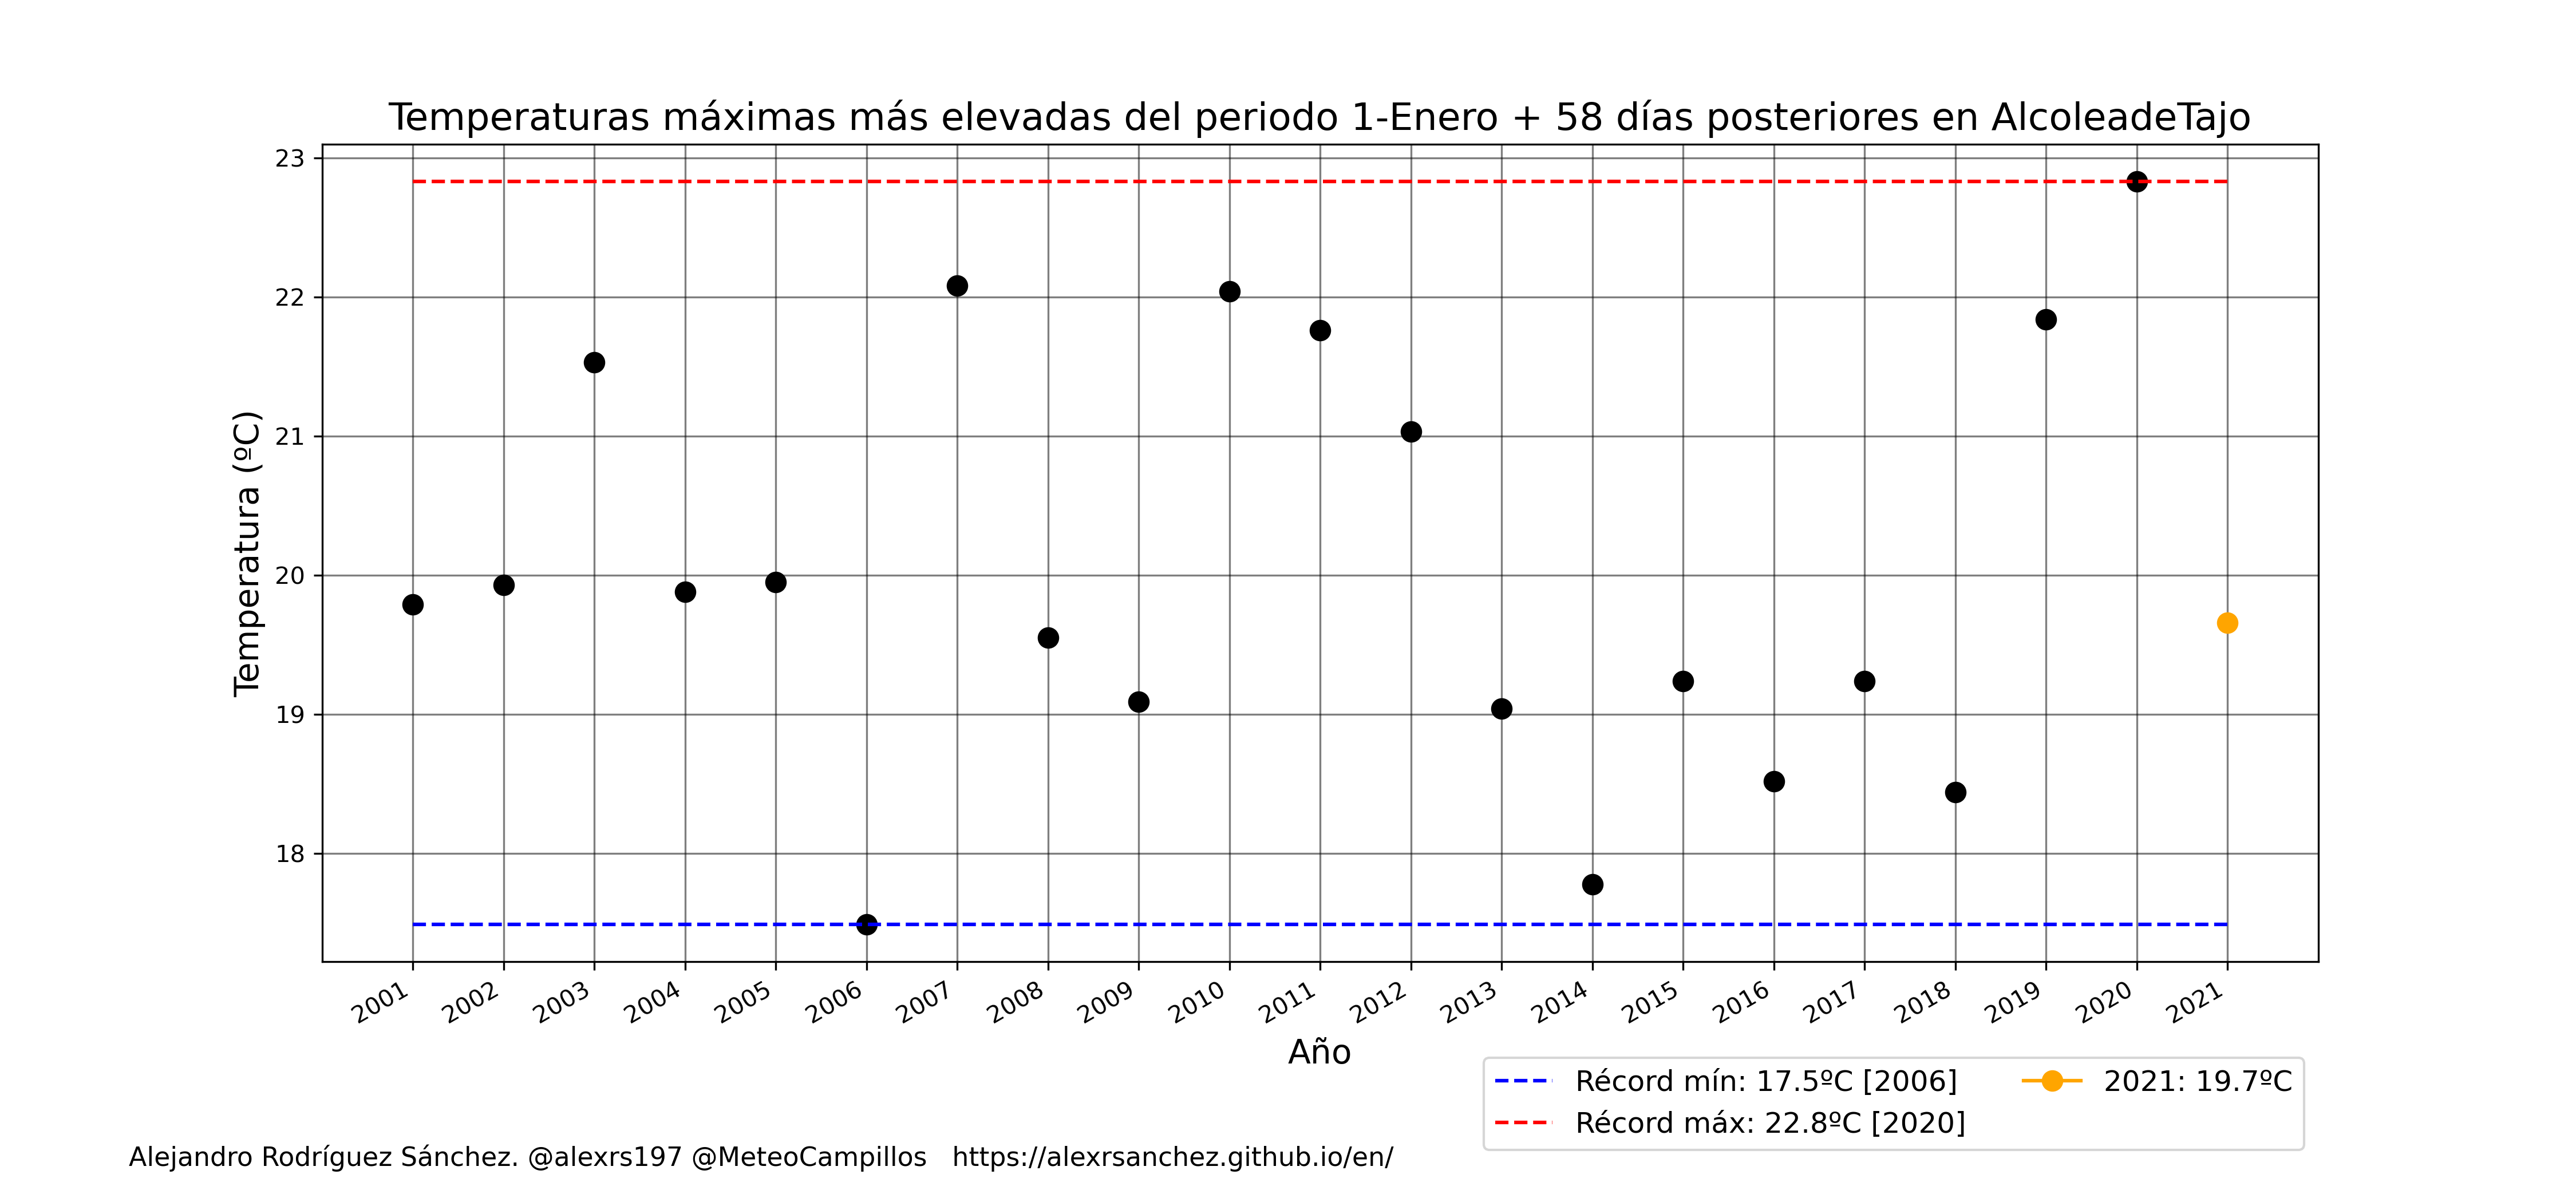 Temperaturas máximas más elevadas del periodo 1-Enero + 58 días posteriores en AlcoleadeTajo
Temperatura (ºC)
23
22
21
20
19
18
2001 2002 2003 2004 2005 2006 2007 2008 2009 2010 2011 2012 2013 2014 2015 2016 2017 2018 2019 2020 2021
Año
Récord mín: 17.5ºC [2006]
Récord máx: 22.8ºC [2020]
2021: 19.7ºC
Alejandro Rodríguez Sánchez. @alexrs197 @MeteoCampillos https://alexrsanchez.github.io/en/